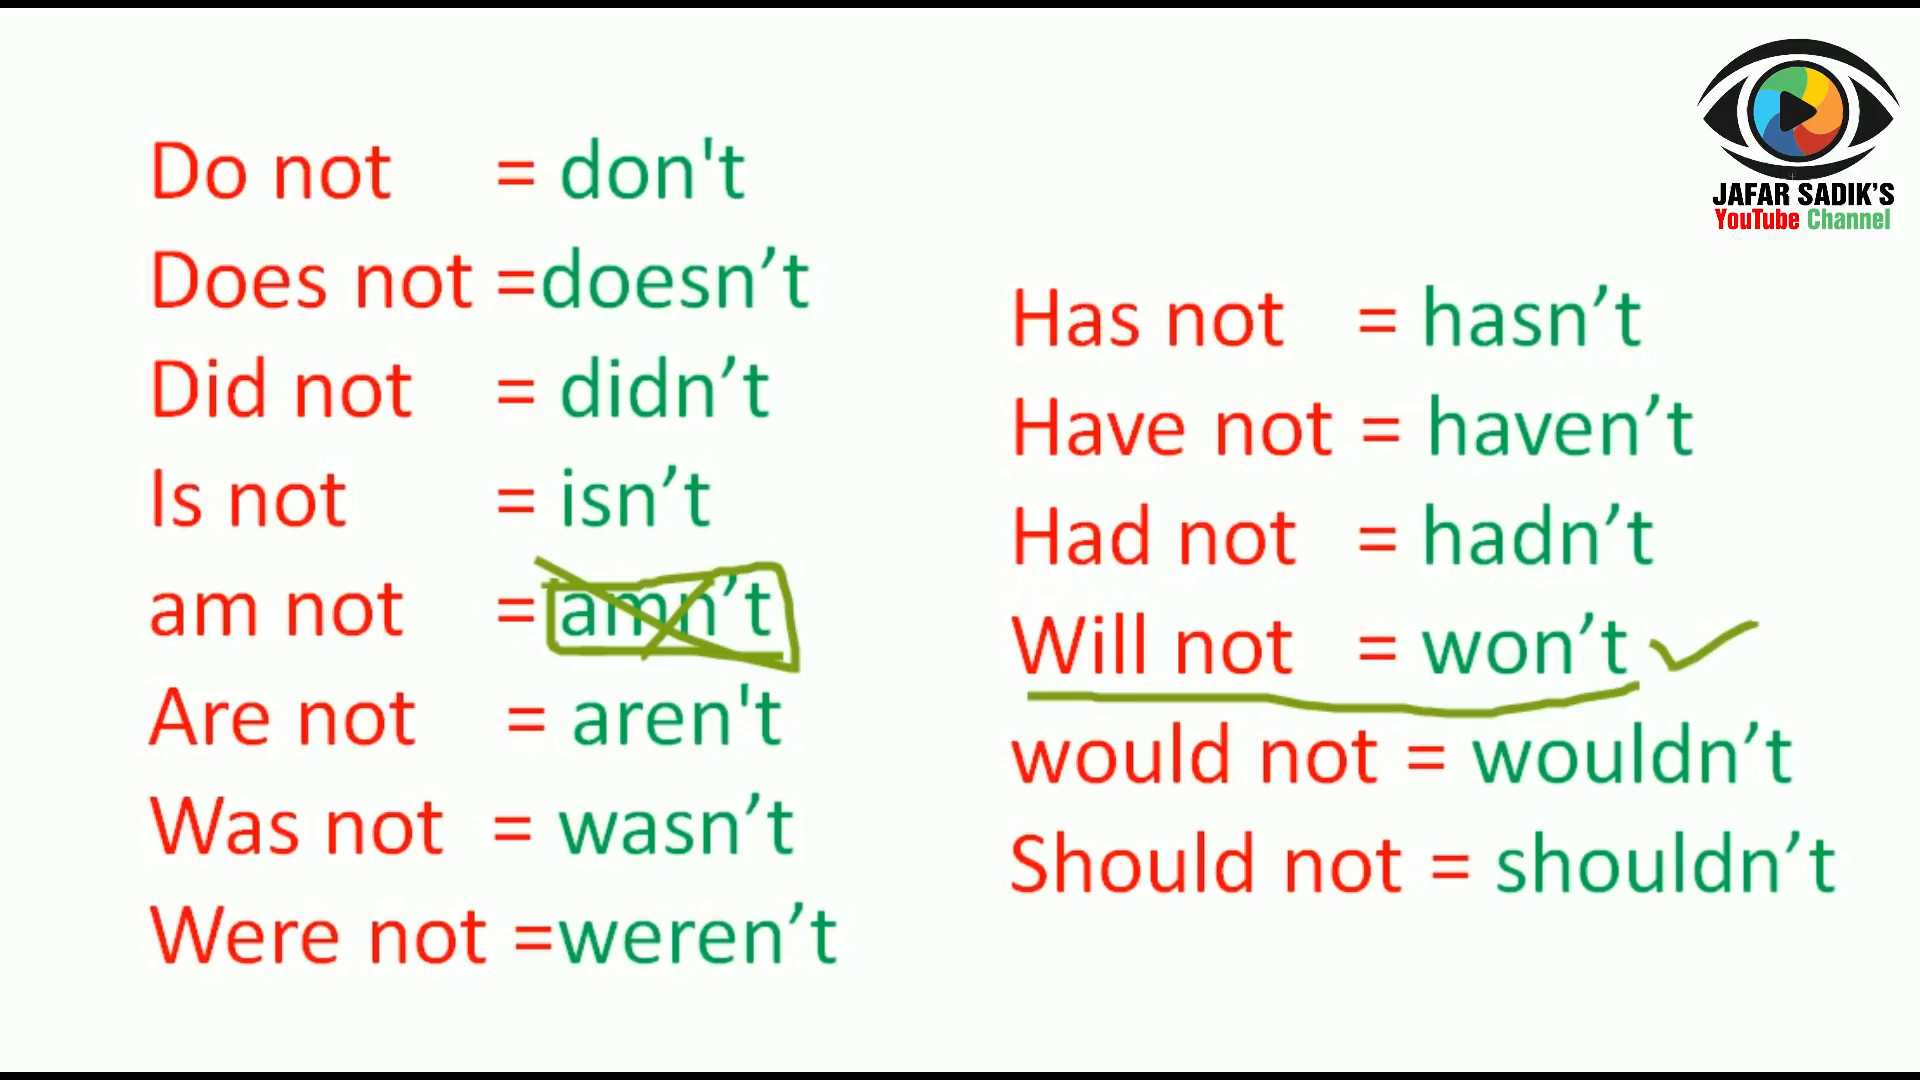 Do not = don't
Does not =doesn’t
Did not = didn’t
Is not = isn’t
am not = amn’t
Are not = aren't
Was not = wasn’t
Were not =weren’t
Has not = hasn’t
Have not = haven’t
Had not = hadn’t
Will not = won’t
would not = wouldn’t
Should not = shouldn’t
JAFAR SADIK’S
YouTube Channel